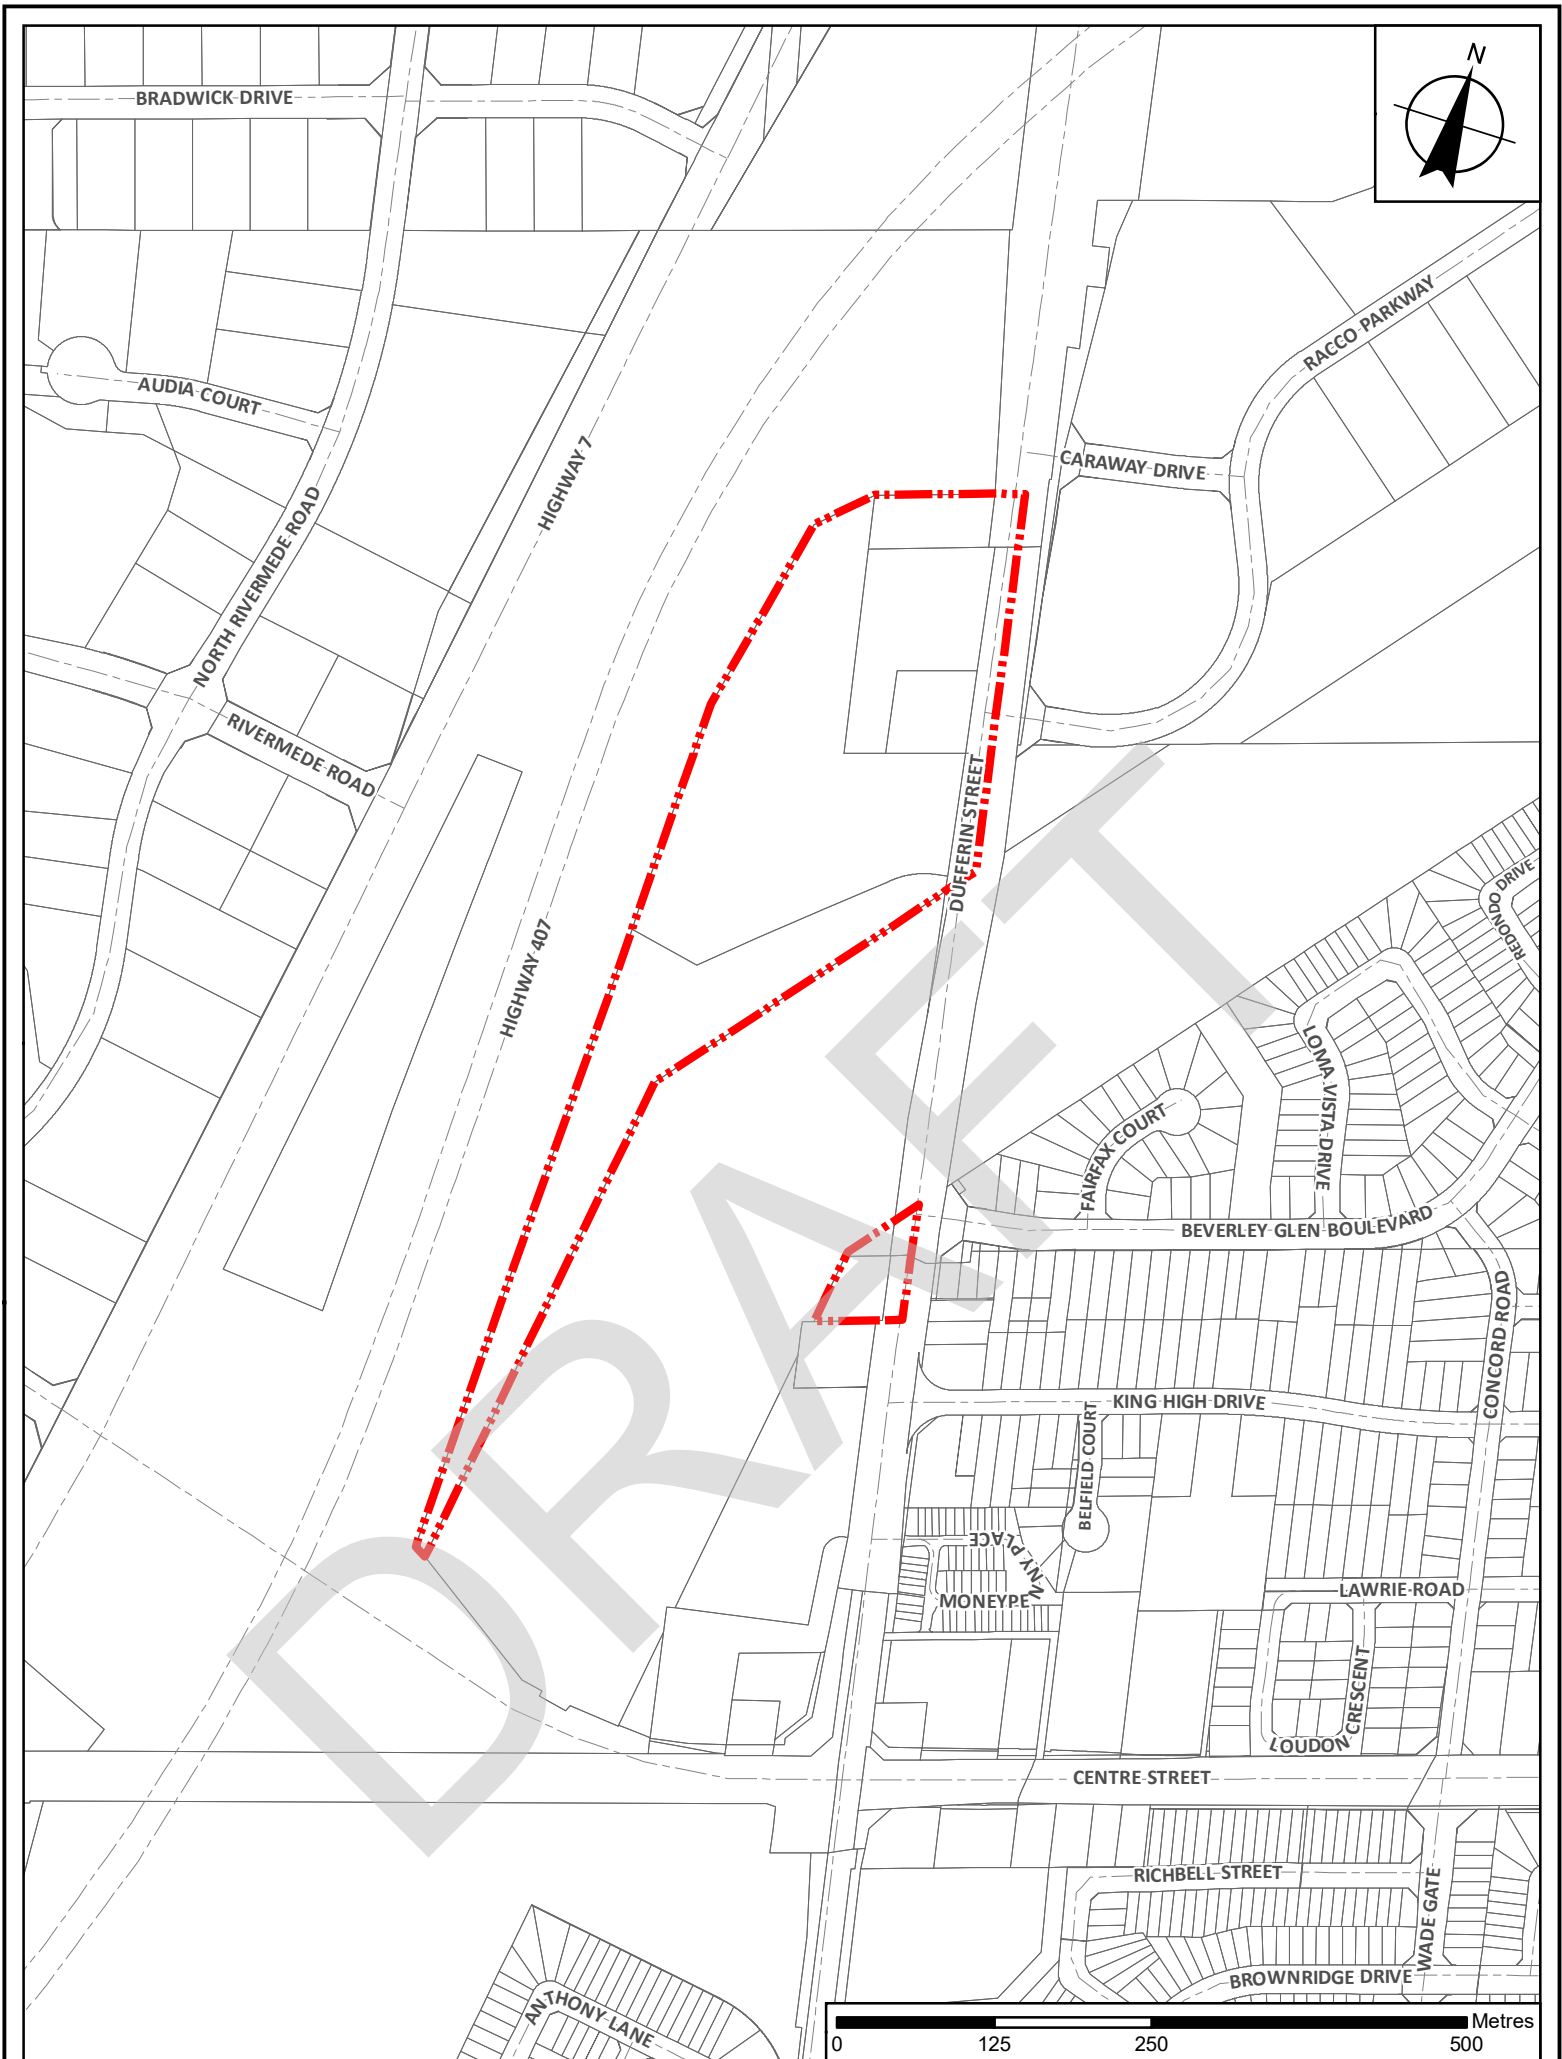 N
BRADWICK DRIVE
RACCO PARKWAY
AUDIA COURT
HIGHWAY 7
CARAWAY DRIVE
NORTH RIVERMEDE ROAD
RIVERMEDE ROAD
DUFFERIN STREET
REDONDO DRIVE
HIGHWAY 407
LOMA VISTA DRIVE
FAIRFAX COURT
BEVERLEY GLEN BOULEVARD
CONCORD ROAD
KING HIGH DRIVE
BELFIELD COURT
MONEYPENNY PLACE
LAWRIE ROAD
LOUDON CRESCENT
CENTRE STREET
RICHBELL STREET
WADE GATE
BROWNRIDGE DRIVE
ANTHONY LANE
DRAFT
Metres
0 125 250 500